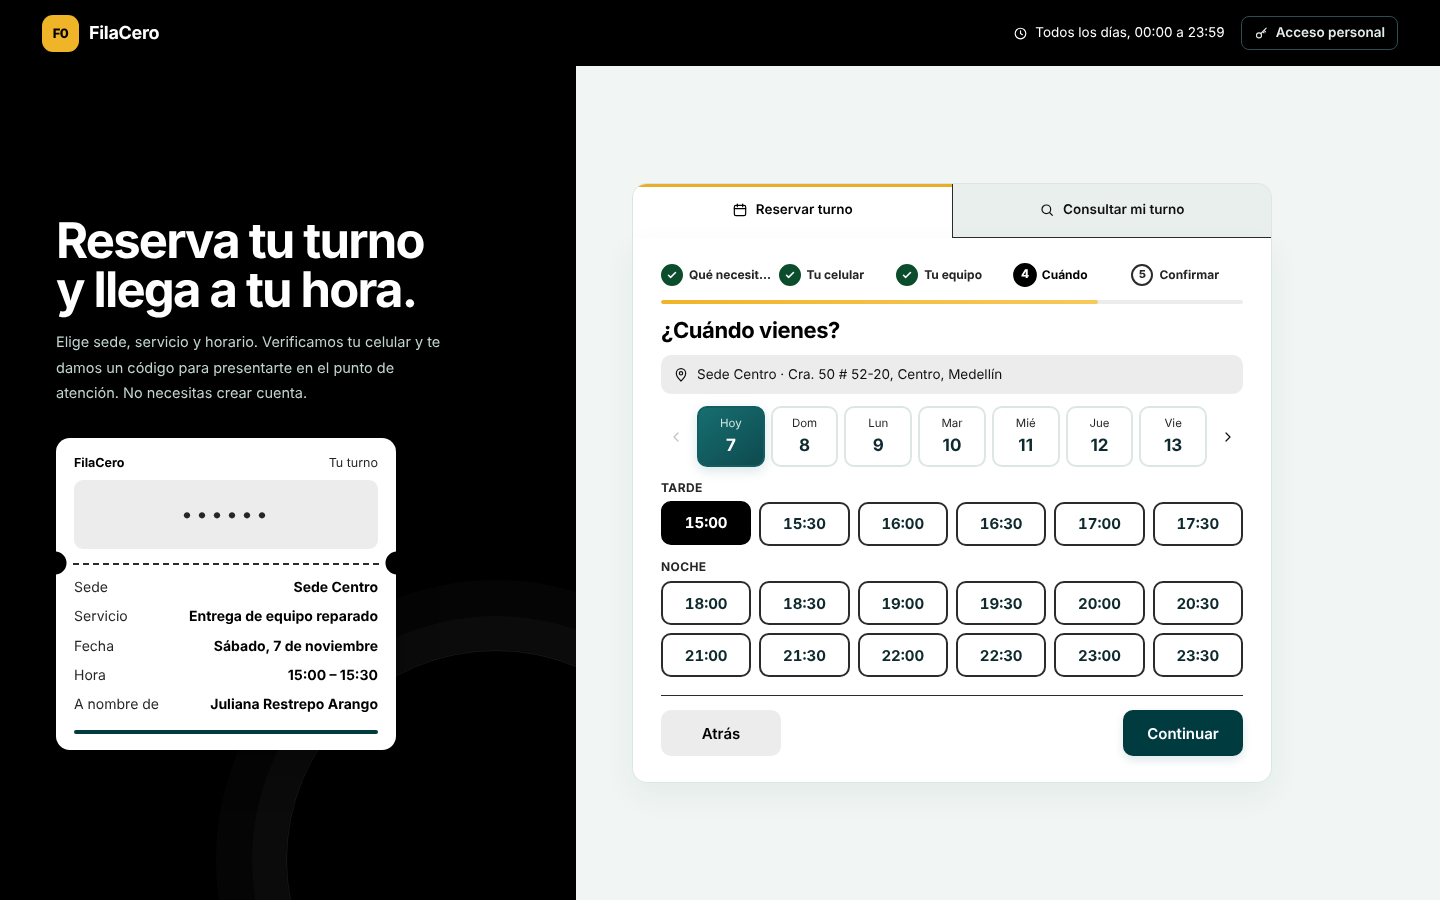 F0 FilaCero
Todos los días, 00:00 a 23:59
Acceso personal
Reserva tu turno
y llega a tu hora.
Elige sede, servicio y horario. Verificamos tu celular y te
damos un código para presentarte en el punto de
atención. No necesitas crear cuenta.
FilaCero Tu turno
••••••
Sede Sede Centro
Servicio Entrega de equipo reparado
Fecha Sábado, 7 de noviembre
Hora 15:00 – 15:30
A nombre de Juliana Restrepo Arango
Reservar turno
Consultar mi turno
Qué necesit... Tu celular Tu equipo 4 Cuándo 5 Confirmar
¿Cuándo vienes?
Sede Centro · Cra. 50 # 52-20, Centro, Medellín
Hoy Dom Lun Mar Mié Jue Vie
7 8 9 10 11 12 13
TARDE
15:00 15:30 16:00 16:30 17:00 17:30
NOCHE
18:00 18:30 19:00 19:30 20:00 20:30
21:00 21:30 22:00 22:30 23:00 23:30
Atrás Continuar